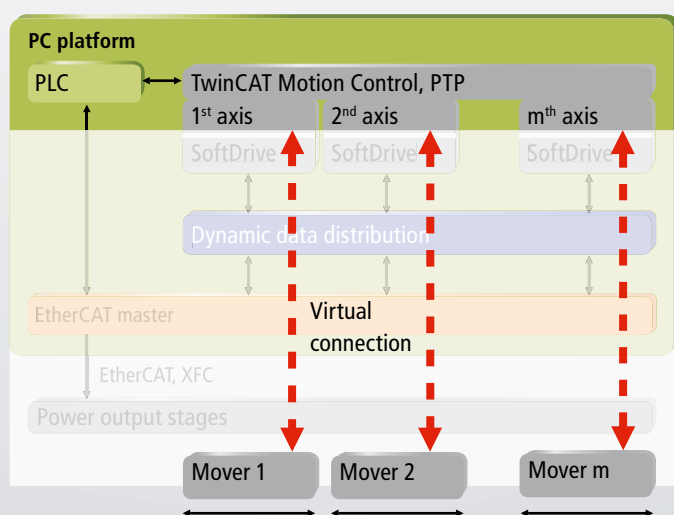 PC platform
PLC
TwinCAT Motion Control, PTP
1st axis
2nd axis
mth axis
SoftDrive
SoftDrive
SoftDrive
Dynamic data distribution
EtherCAT master
Virtual
connection
EtherCAT, XFC
Power output stages
Mover 1
Mover 2
Mover m